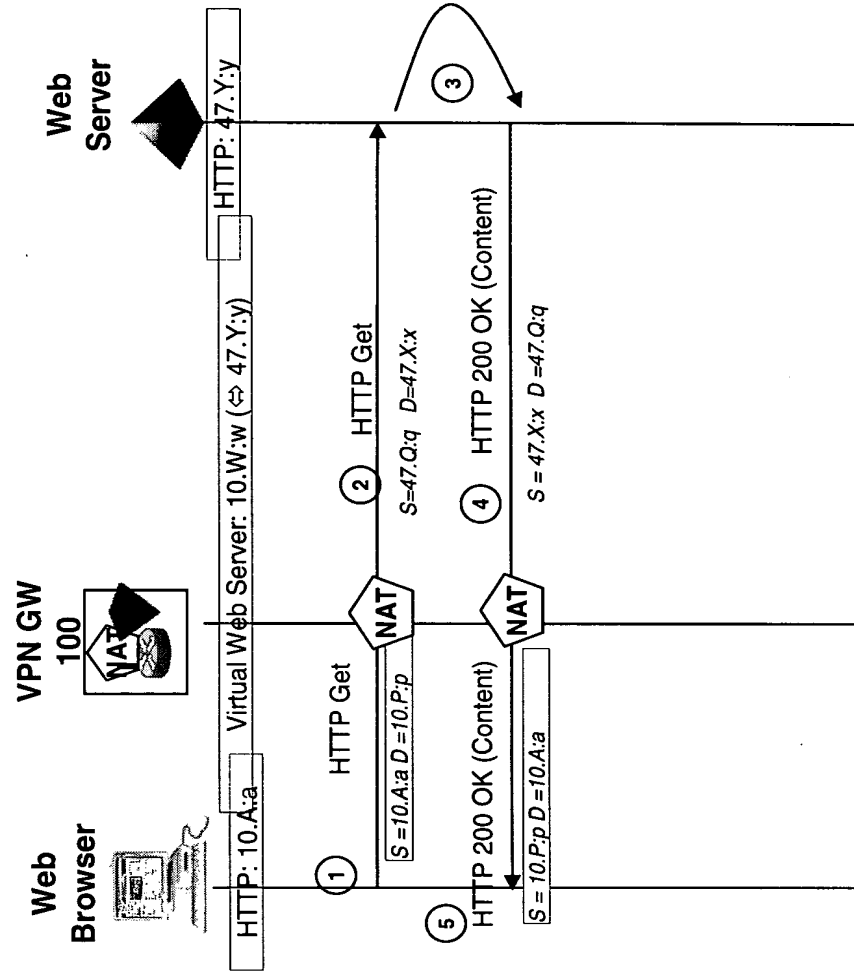 Web
Browser
VPN GW
100
Web
Server
NAT
HTTP: 10.A:a
Virtual Web Server: 10.W:w (⇔ 47.Y:y)
HTTP: 47.Y:y
1
HTTP Get
S =10.A:a D =10.P:p
NAT
2
HTTP Get
S=47.Q:q D=47.X:x
3
4
HTTP 200 OK (Content)
S = 47.X:x D =47.Q:q
NAT
5
HTTP 200 OK (Content)
S = 10.P:p D =10.A:a